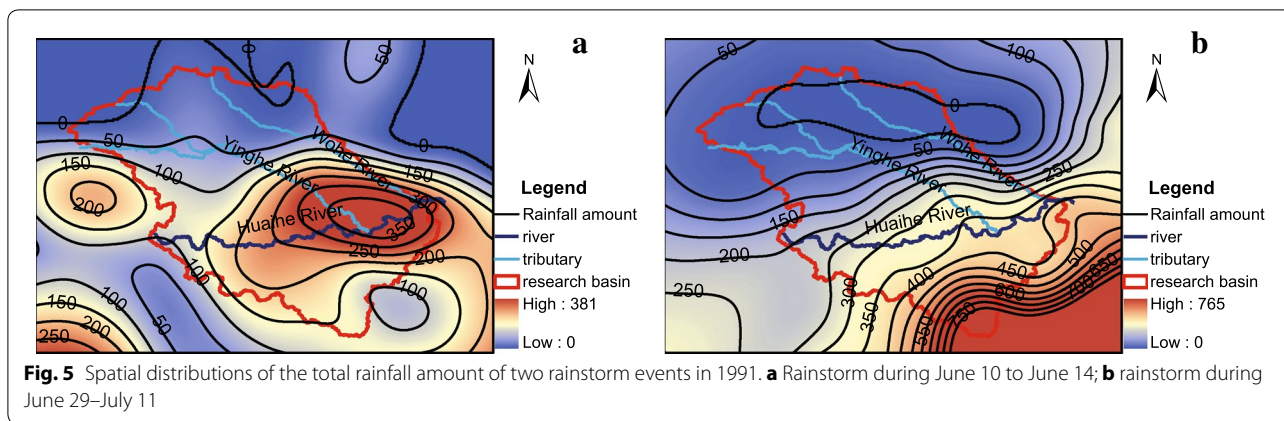 a
N
0
50
0
0
50
100
150
200
Yinghe River
Wohe River
150
300
350
Huaihe River
250
200
100
100
100
50
150
200
250
Legend
Rainfall amount
river
tributary
research basin
High : 381
Low : 0
b
N
50
100
0
50
Yinghe River
Wohe River
250
150
Huaihe River
200
250
300
350
400
450
500
550
600
650
700
750
Legend
Rainfall amount
river
tributary
research basin
High : 765
Low : 0
Fig. 5 Spatial distributions of the total rainfall amount of two rainstorm events in 1991. a Rainstorm during June 10 to June 14; b rainstorm during
June 29–July 11